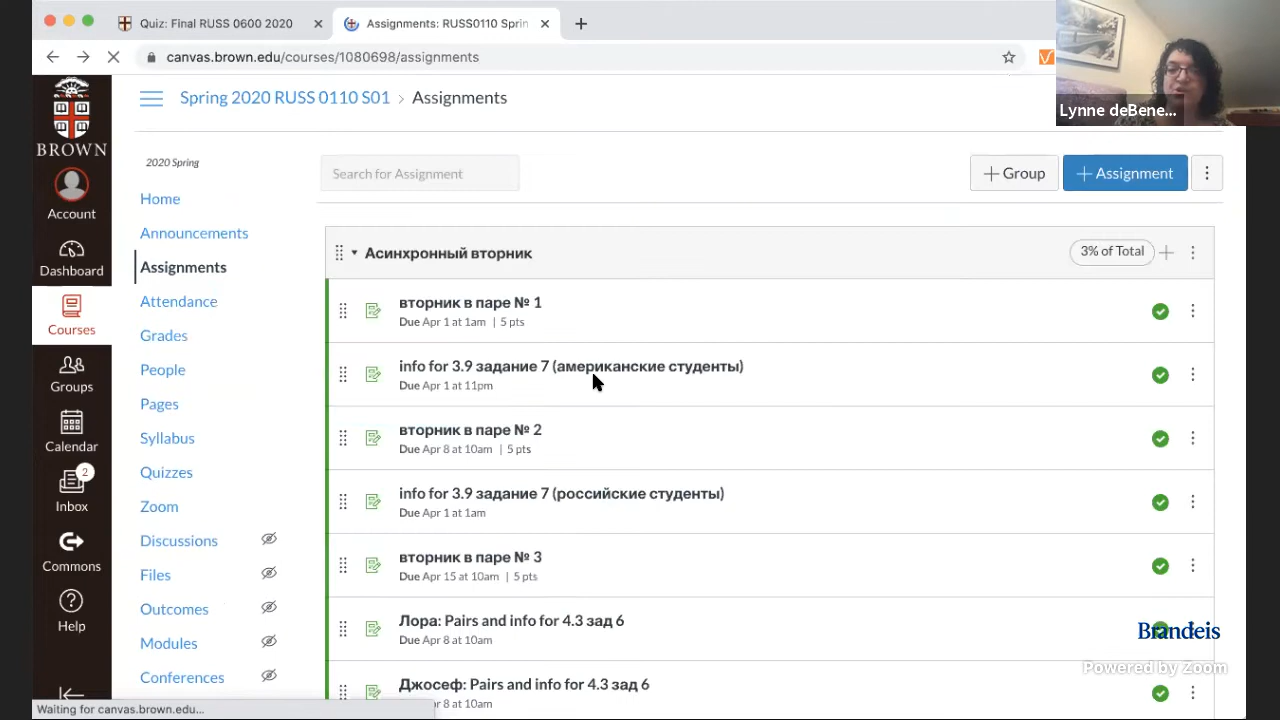 Quiz: Final RUSS 0600 2020
Assignments: RUSS0110 Sprin
canvas.brown.edu/courses/1080698/assignments
Lynne deBene...
BROWN
Account
Dashboard
Courses
Groups
Calendar
2
Inbox
Commons
Help
Spring 2020 RUSS 0110 S01 > Assignments
2020 Spring
Home
Announcements
Assignments
Attendance
Grades
People
Pages
Syllabus
Quizzes
Zoom
Discussions
Files
Outcomes
Modules
Conferences
Search for Assignment
+ Group
+ Assignment
Асинхронный вторник
3% of Total
вторник в паре № 1
Due Apr 1 at 1am | 5 pts
info for 3.9 задание 7 (американские студенты)
Due Apr 1 at 11pm
вторник в паре № 2
Due Apr 8 at 10am | 5 pts
info for 3.9 задание 7 (российские студенты)
Due Apr 1 at 1am
вторник в паре № 3
Due Apr 15 at 10am | 5 pts
Лора: Pairs and info for 4.3 зад 6
Due Apr 8 at 10am
Джосеф: Pairs and info for 4.3 зад 6
r 8 at 10am
Brandeis
Powered by Zoom
Waiting for canvas.brown.edu...